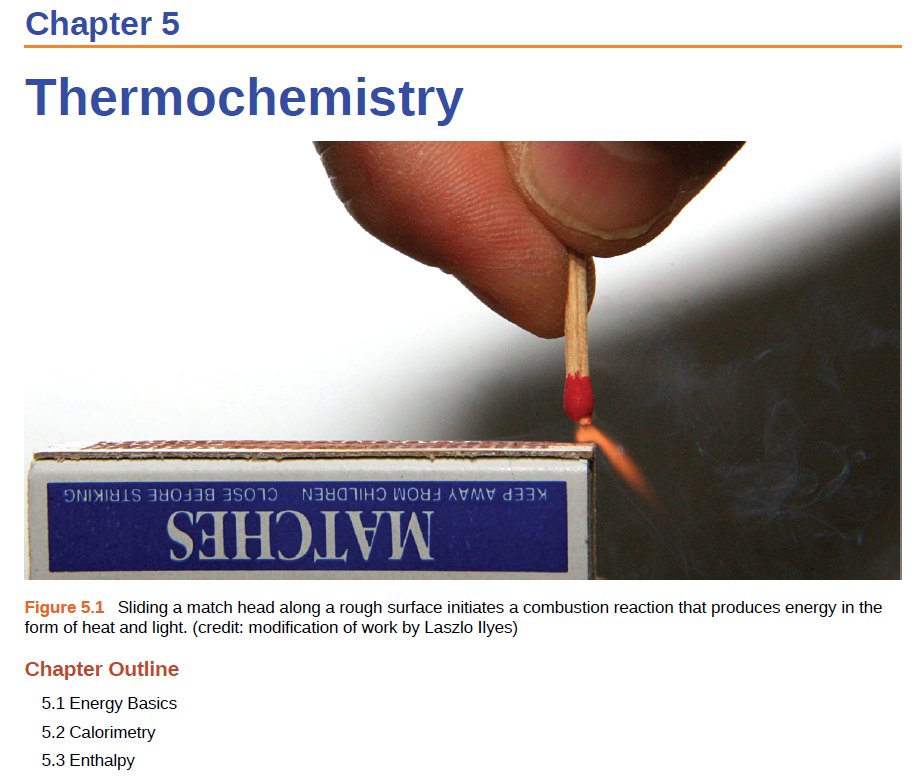 Chapter 5
Thermochemistry
KEEP AWAY FROM CHILDREN CLOSE BEFORE STRIKING
MATCHES
Figure 5.1 Sliding a match head along a rough surface initiates a combustion reaction that produces energy in the
form of heat and light. (credit: modification of work by Laszlo Ilyes)
Chapter Outline
5.1 Energy Basics
5.2 Calorimetry
5.3 Enthalpy